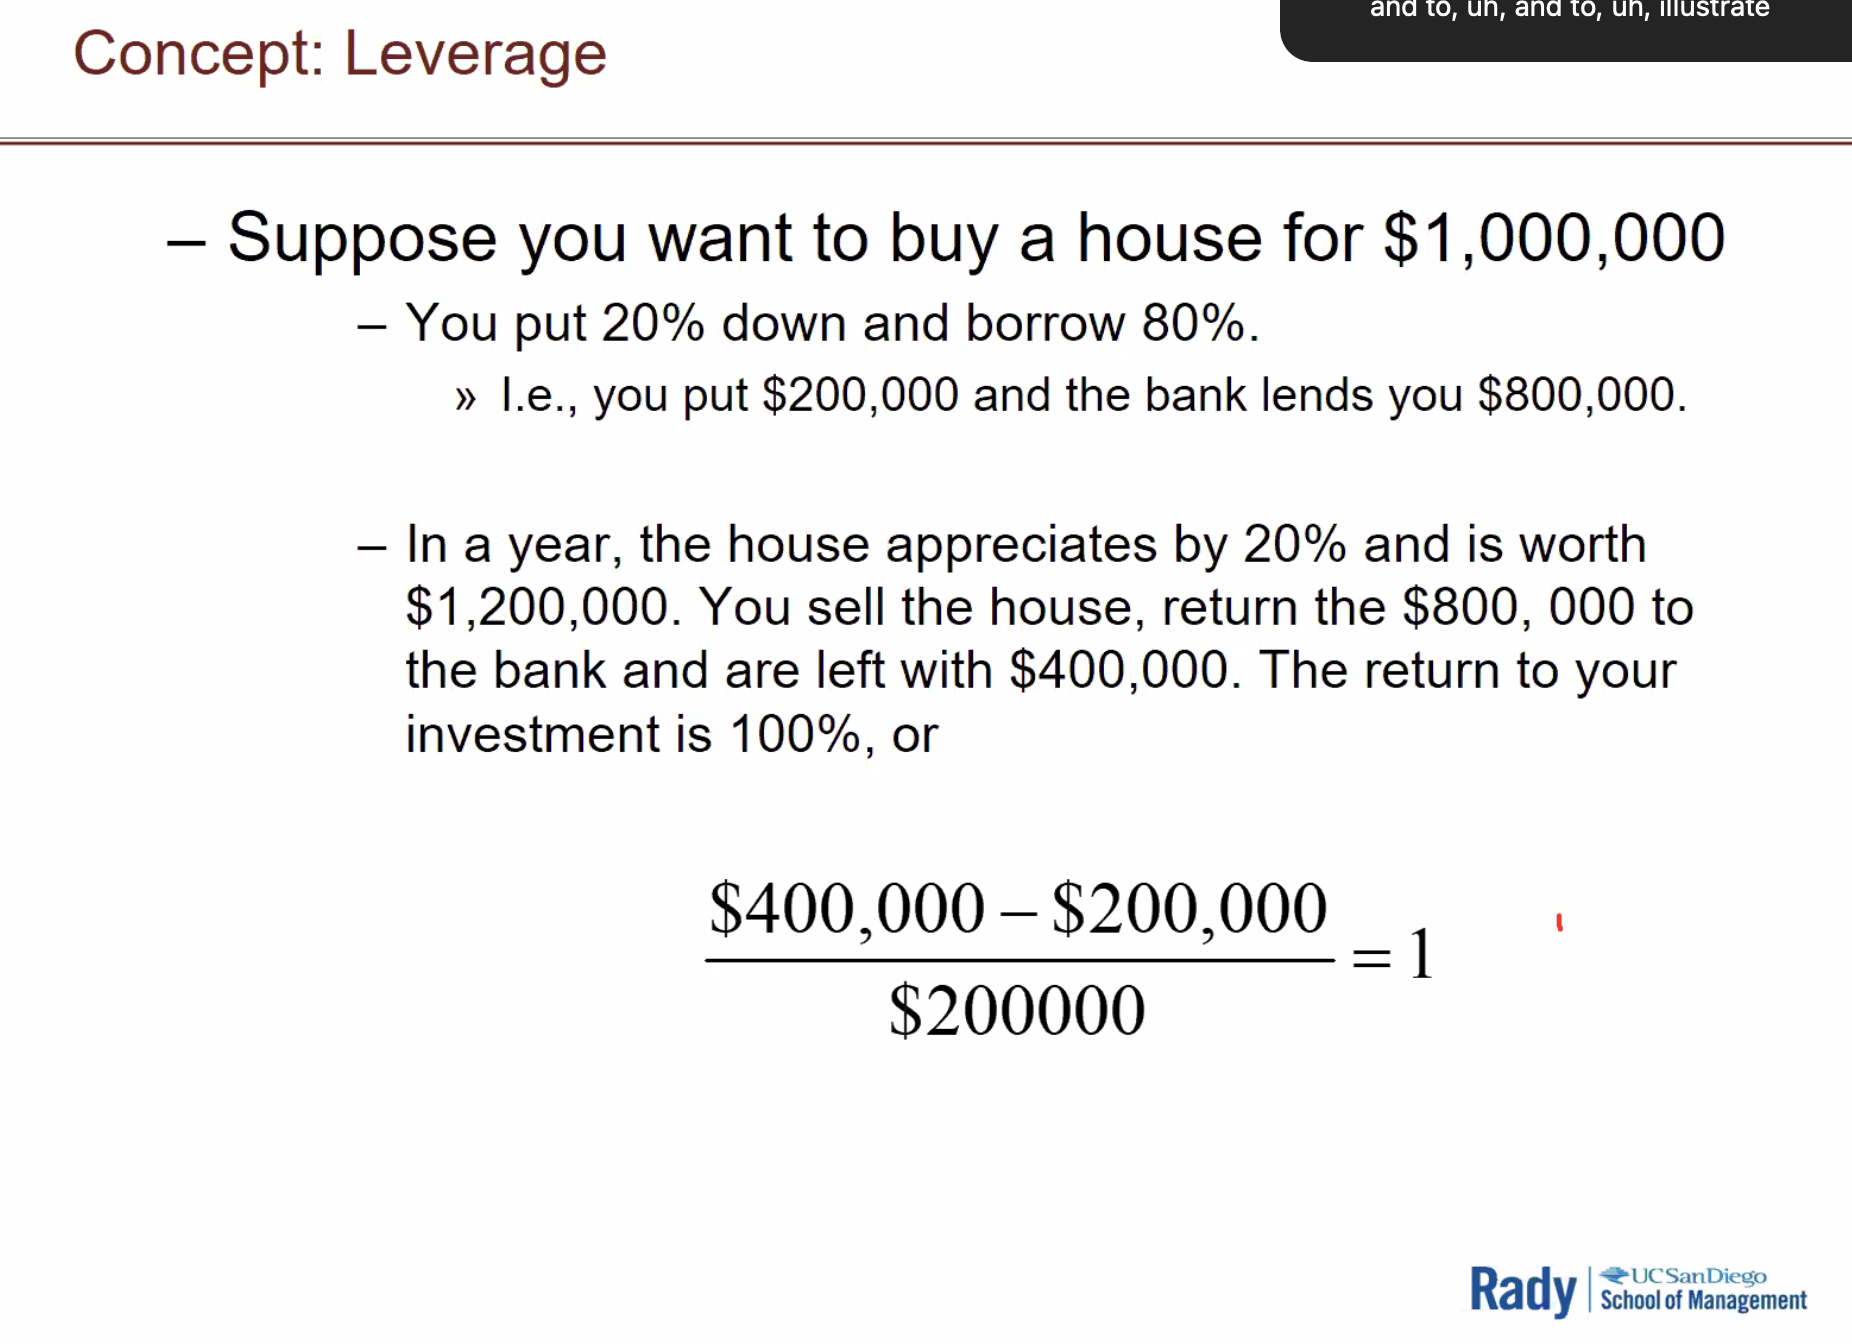 and to, uh, and to, uh, illustrate
Concept: Leverage
– Suppose you want to buy a house for $1,000,000
– You put 20% down and borrow 80%.
» I.e., you put $200,000 and the bank lends you $800,000.
– In a year, the house appreciates by 20% and is worth
$1,200,000. You sell the house, return the $800, 000 to
the bank and are left with $400,000. The return to your
investment is 100%, or
$400,000 – $200,000
= 1
$200000
Rady
UC San Diego
School of Management